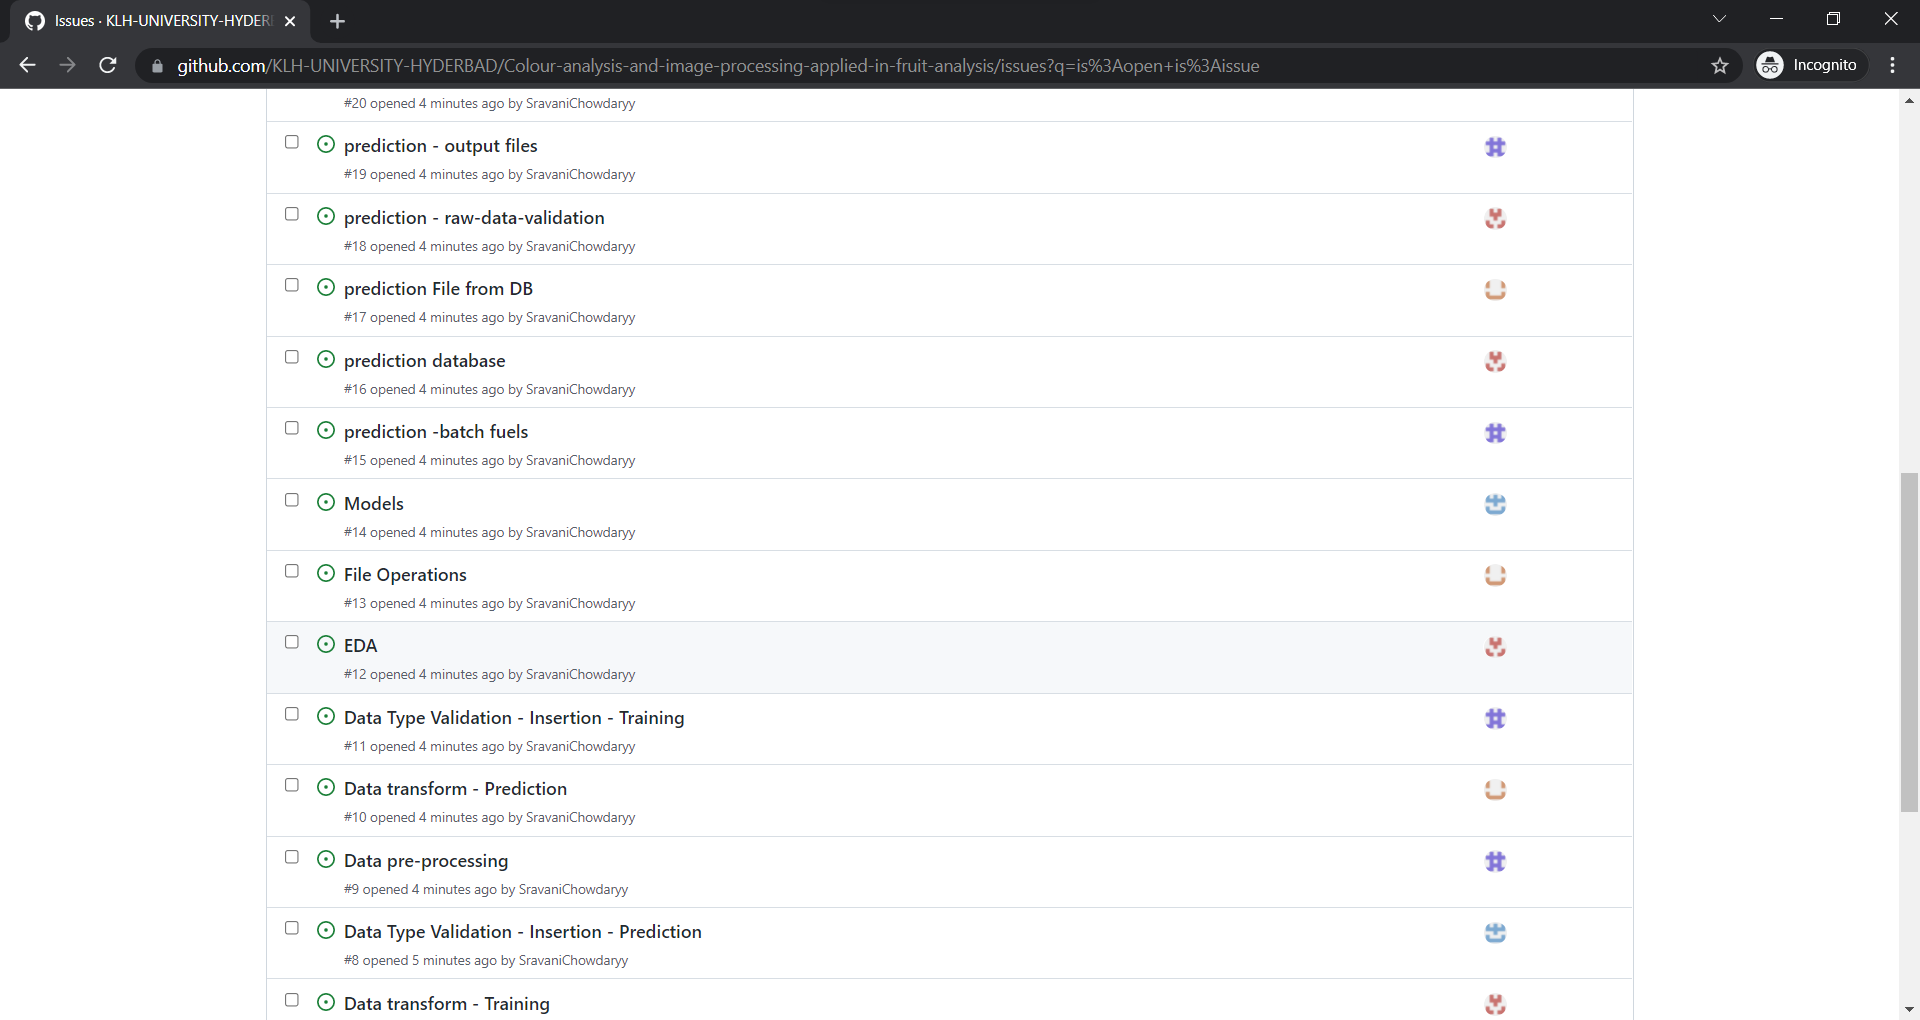 Issues · KLH-UNIVERSITY-HYDER
github.com/KLH-UNIVERSITY-HYDERBAD/Colour-analysis-and-image-processing-applied-in-fruit-analysis/issues?q=is%3Aopen+is%3Aissue
Incognito
#20 opened 4 minutes ago by SravaniChowdaryy
prediction - output files
#19 opened 4 minutes ago by SravaniChowdaryy
prediction - raw-data-validation
#18 opened 4 minutes ago by SravaniChowdaryy
prediction File from DB
#17 opened 4 minutes ago by SravaniChowdaryy
prediction database
#16 opened 4 minutes ago by SravaniChowdaryy
prediction -batch fuels
#15 opened 4 minutes ago by SravaniChowdaryy
Models
#14 opened 4 minutes ago by SravaniChowdaryy
File Operations
#13 opened 4 minutes ago by SravaniChowdaryy
EDA
#12 opened 4 minutes ago by SravaniChowdaryy
Data Type Validation - Insertion - Training
#11 opened 4 minutes ago by SravaniChowdaryy
Data transform - Prediction
#10 opened 4 minutes ago by SravaniChowdaryy
Data pre-processing
#9 opened 4 minutes ago by SravaniChowdaryy
Data Type Validation - Insertion - Prediction
#8 opened 5 minutes ago by SravaniChowdaryy
Data transform - Training